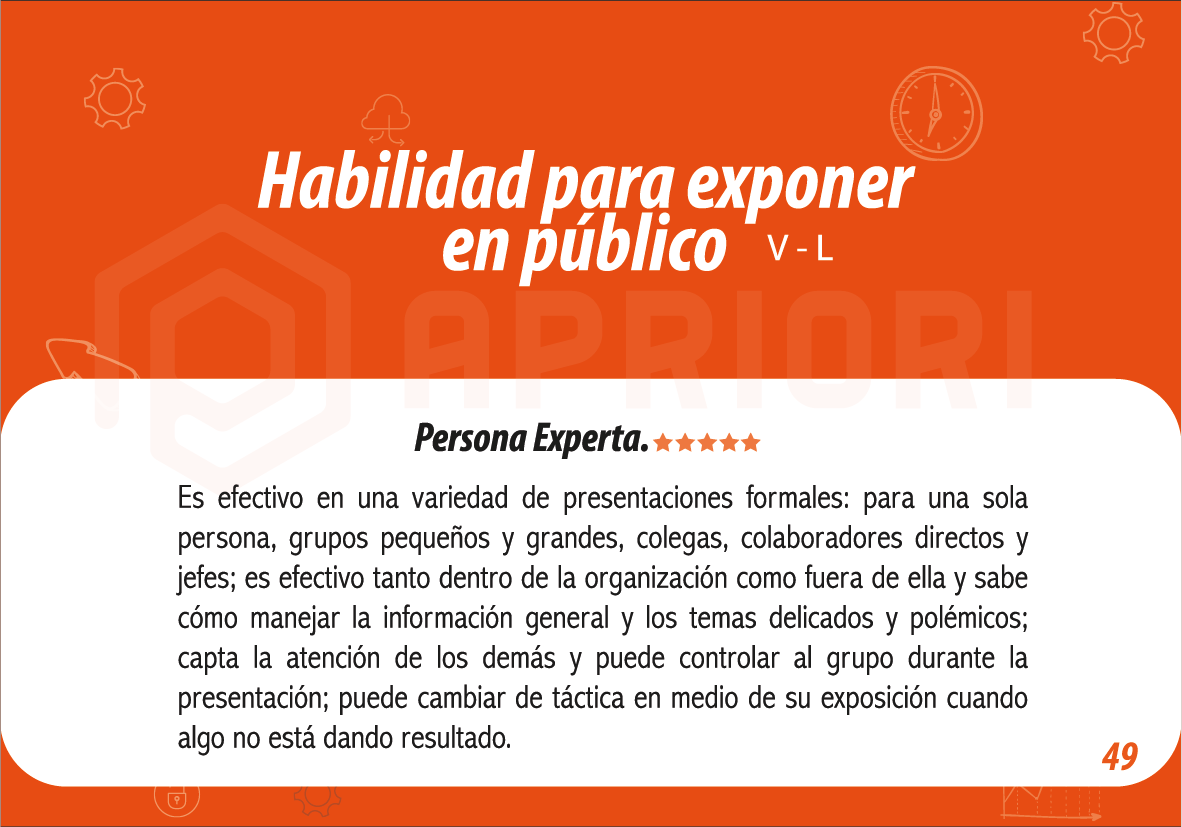 Habilidad para exponer
en público V - L
APRIORI
Persona Experta.
Es efectivo en una variedad de presentaciones formales: para una sola
persona, grupos pequeños y grandes, colegas, colaboradores directos y
jefes; es efectivo tanto dentro de la organización como fuera de ella y sabe
cómo manejar la información general y los temas delicados y polémicos;
capta la atención de los demás y puede controlar al grupo durante la
presentación; puede cambiar de táctica en medio de su exposición cuando
algo no está dando resultado.
49